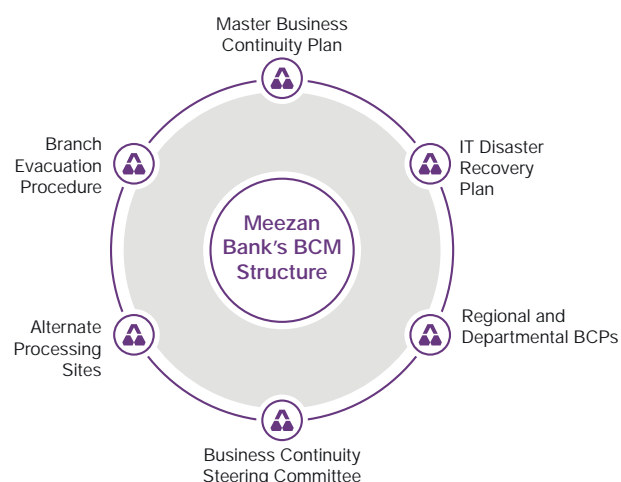 Master Business
Continuity Plan
IT Disaster
Recovery
Plan
Regional and
Departmental BCPs
Business Continuity
Steering Committee
Alternate
Processing
Sites
Branch
Evacuation
Procedure
Meezan
Bank's BCM
Structure